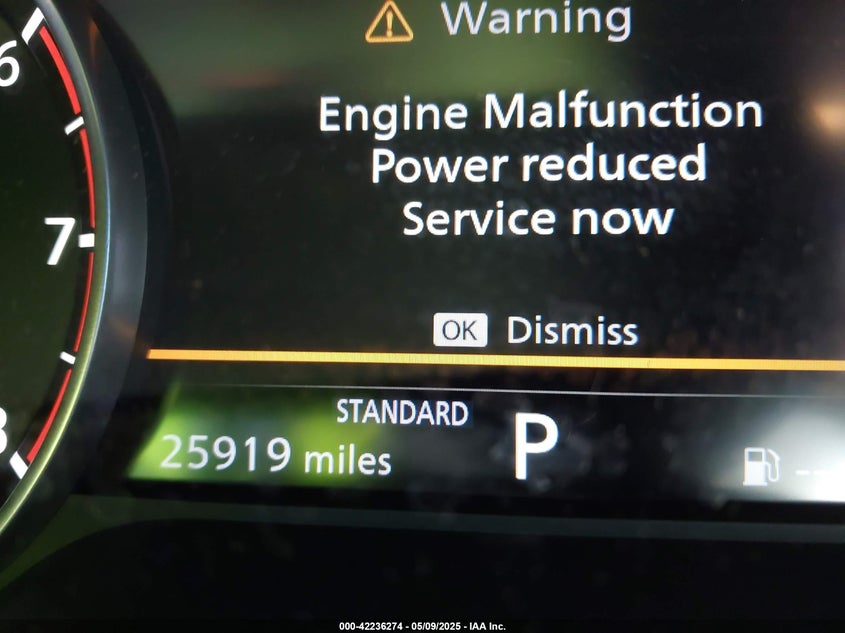 6
Warning
Engine Malfunction
Power reduced
Service now
7
OK Dismiss
STANDARD
25919 miles
P
--
000-42236274 - 05/09/2025 - IAA Inc.